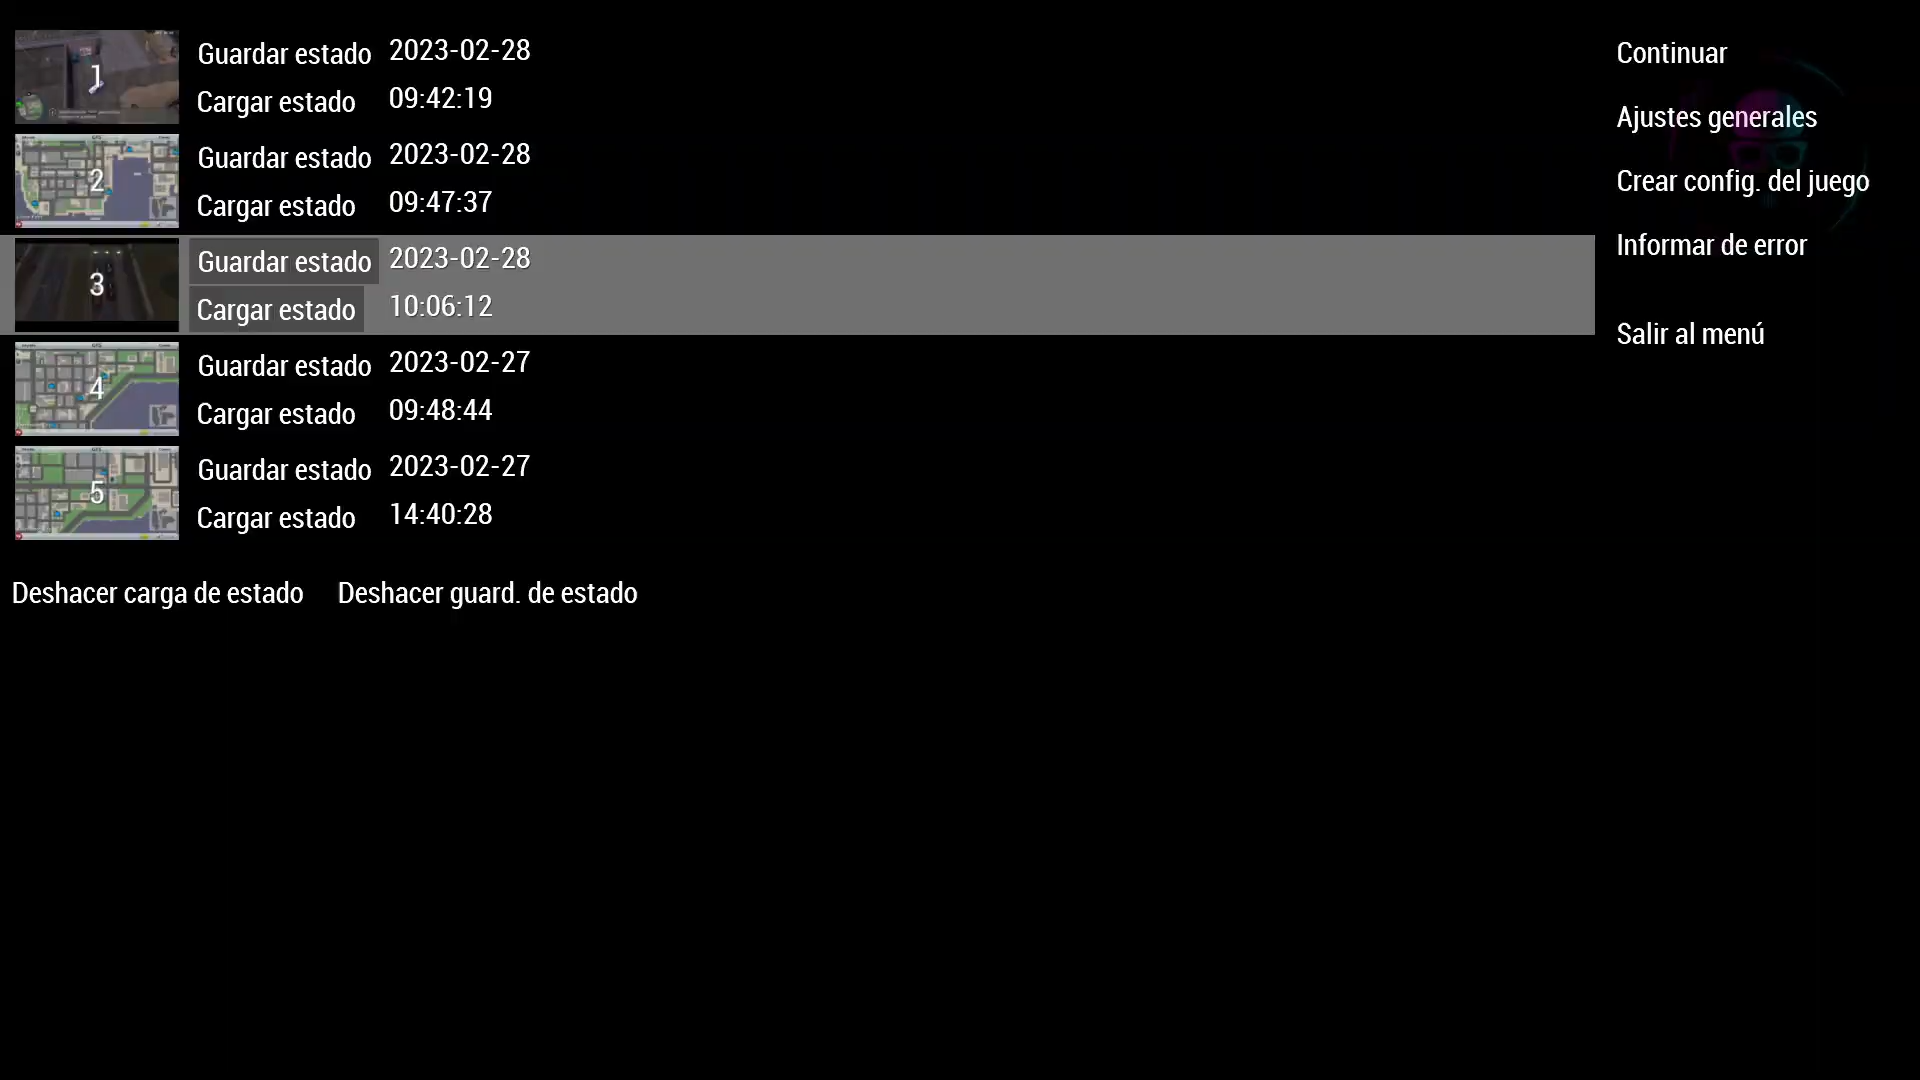 1
Guardar estado 2023-02-28
Cargar estado 09:42:19
2
Guardar estado 2023-02-28
Cargar estado 09:47:37
3
Guardar estado 2023-02-28
Cargar estado 10:06:12
4
Guardar estado 2023-02-27
Cargar estado 09:48:44
5
Guardar estado 2023-02-27
Cargar estado 14:40:28
Deshacer carga de estado Deshacer guard. de estado
Continuar
Ajustes generales
Crear config. del juego
Informar de error
Salir al menú